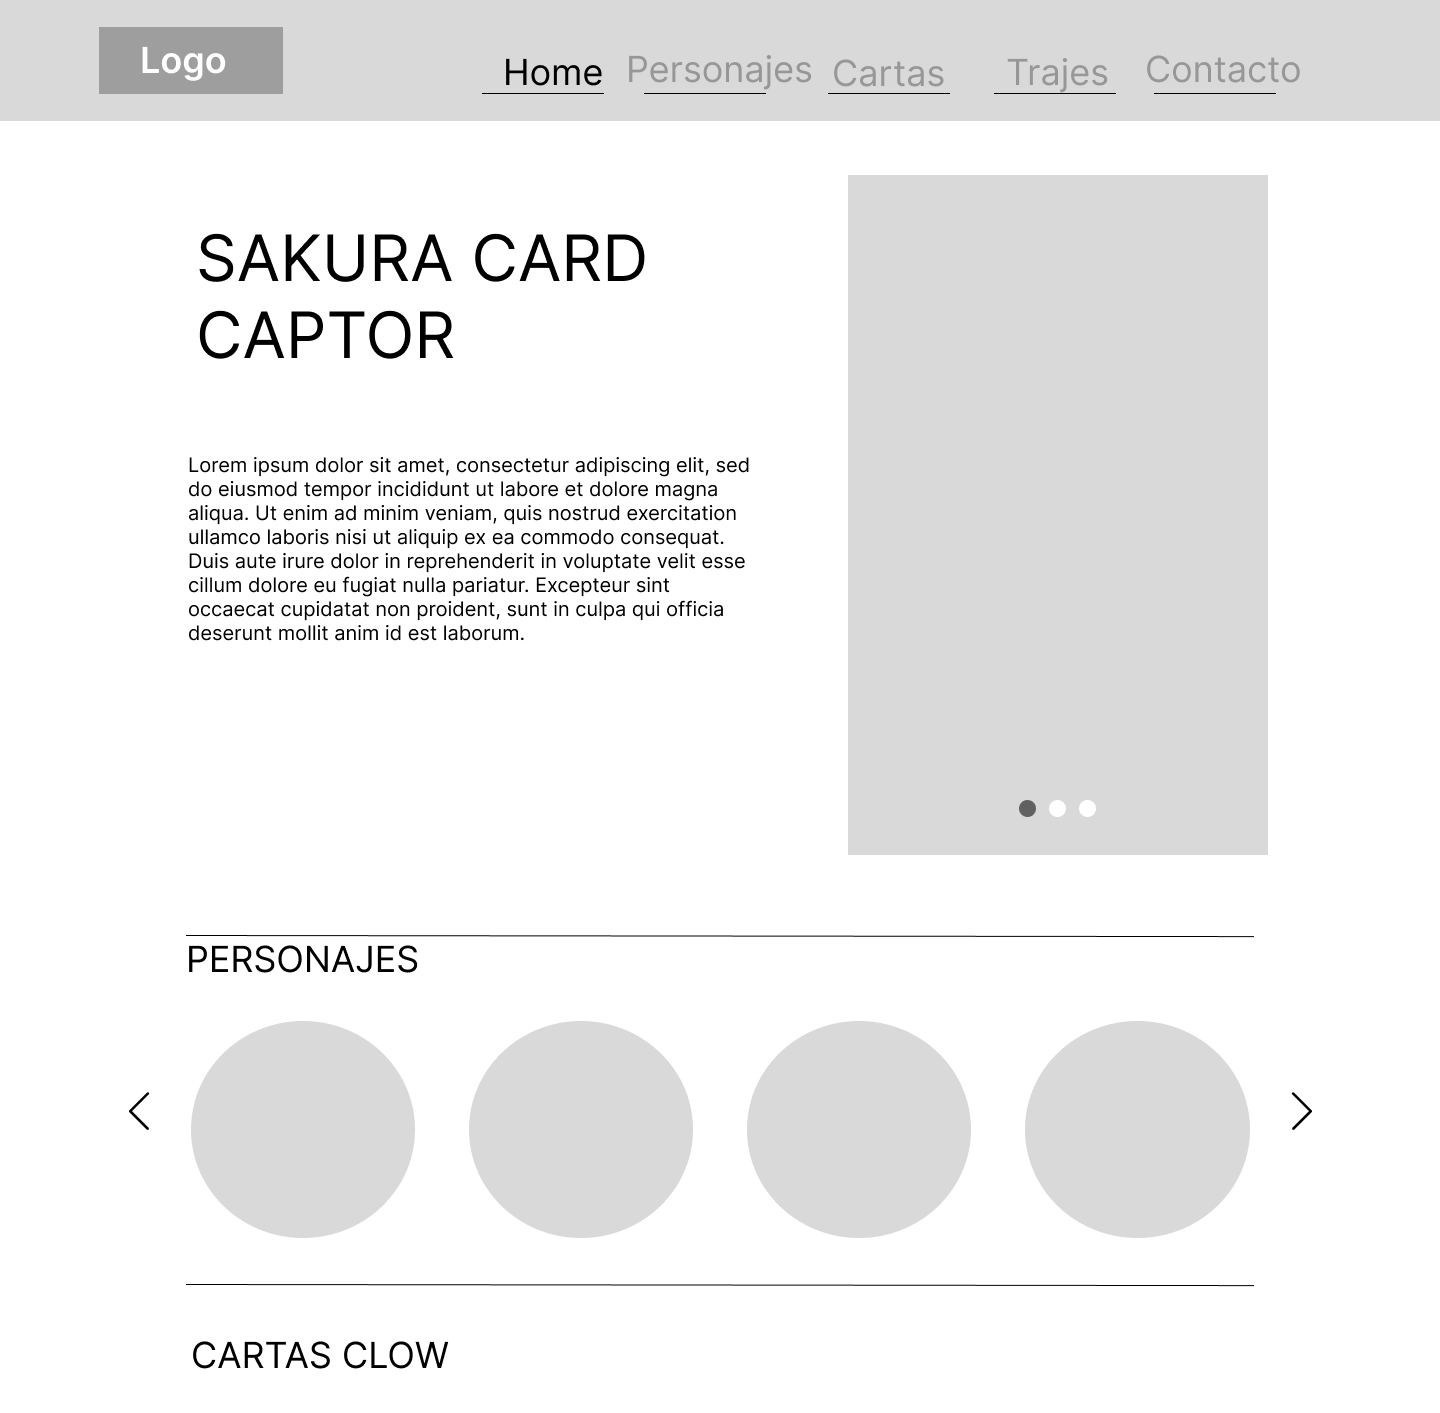 Logo
Home Personajes Cartas Trajes Contacto
SAKURA CARD
CAPTOR
Lorem ipsum dolor sit amet, consectetur adipiscing elit, sed
do eiusmod tempor incididunt ut labore et dolore magna
aliqua. Ut enim ad minim veniam, quis nostrud exercitation
ullamco laboris nisi ut aliquip ex ea commodo consequat.
Duis aute irure dolor in reprehenderit in voluptate velit esse
cillum dolore eu fugiat nulla pariatur. Excepteur sint
occaecat cupidatat non proident, sunt in culpa qui officia
deserunt mollit anim id est laborum.
PERSONAJES
CARTAS CLOW